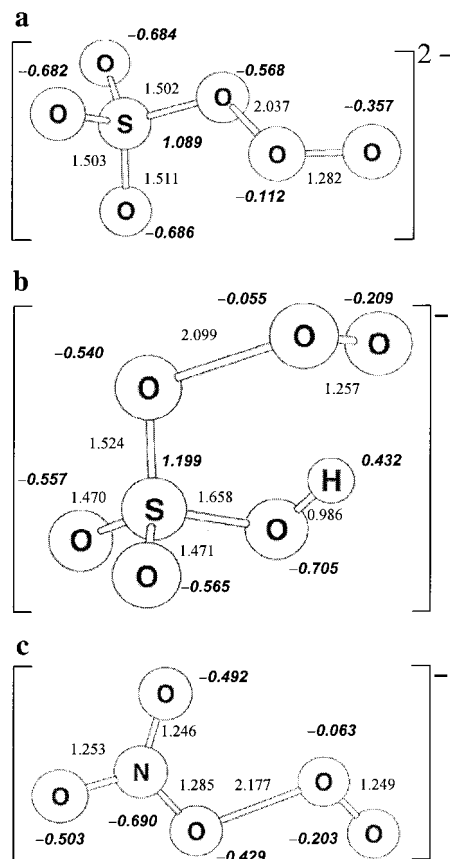 a
−0.684
2 −
−0.682 O 1.502 −0.568
O 2.037 −0.357
O S O
1.503 1.089 O O
1.511 −0.112 1.282
O
−0.686
b
−0.055 −0.209
2.099 O O
−0.540
O 1.257
1.524 1.199 0.432
−0.557 H
1.470 S 1.658 0.986
O 1.471 O
O −0.565 −0.705
−
c
−0.492
O
1.246 −0.063
1.253 N 1.285 2.177 O 1.249
O
−0.503 −0.690 O −0.203 O
−0.429
−